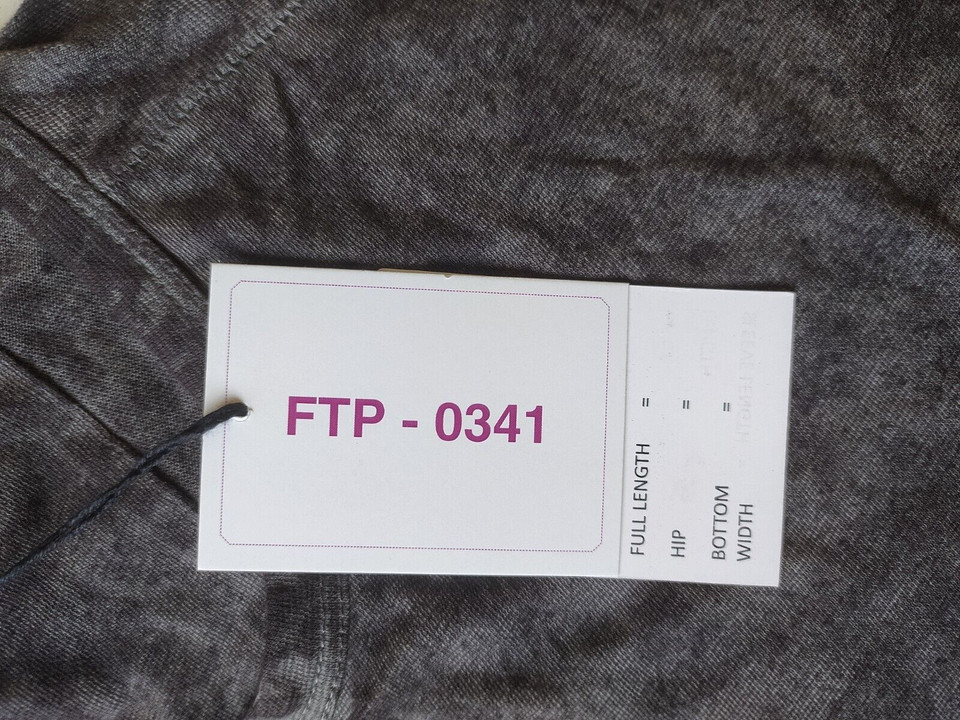 FTP - 0341
FULL LENGTH =
HIP =
BOTTOM =
WIDTH